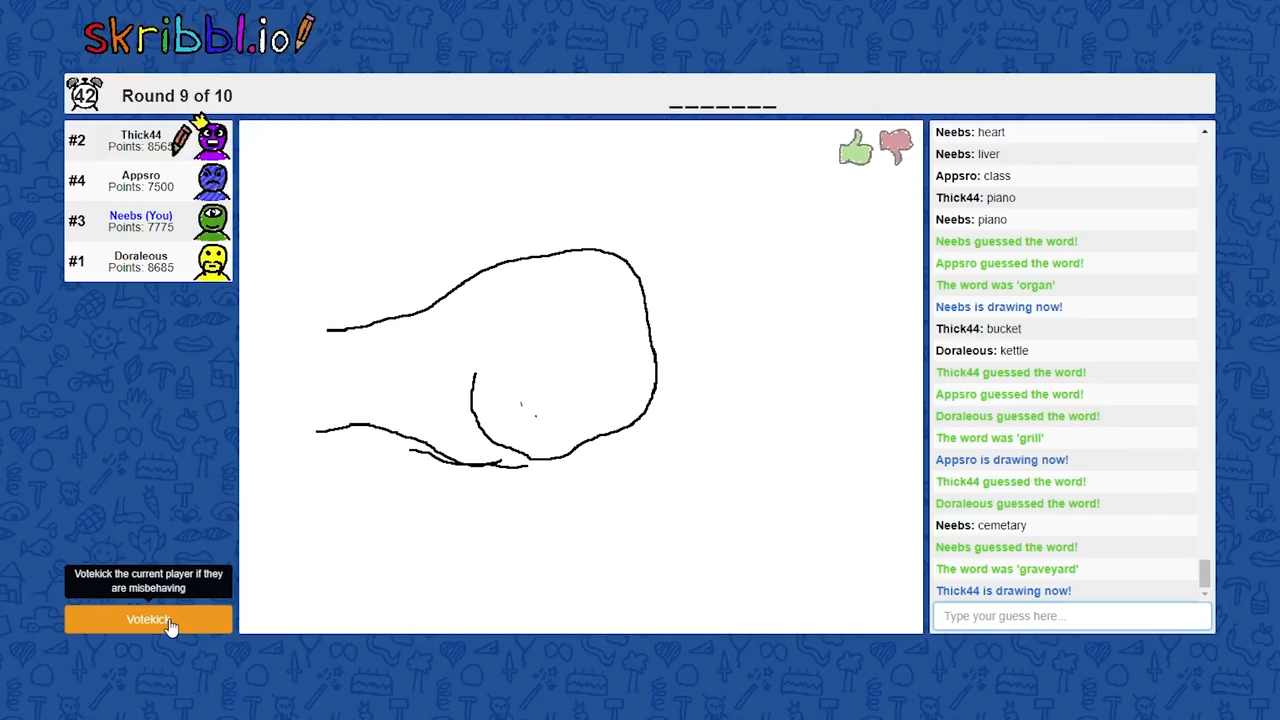 skribbl.io
42
Round 9 of 10
_______
#2
Thick44
Points: 8565
#4
Appsro
Points: 7500
#3
Neebs (You)
Points: 7775
#1
Doraleous
Points: 8685
Votekick the current player if they
are misbehaving
Votekick
Neebs: heart
Neebs: liver
Appsro: class
Thick44: piano
Neebs: piano
Neebs guessed the word!
Appsro guessed the word!
The word was 'organ'
Neebs is drawing now!
Thick44: bucket
Doraleous: kettle
Thick44 guessed the word!
Appsro guessed the word!
Doraleous guessed the word!
The word was 'grill'
Appsro is drawing now!
Thick44 guessed the word!
Doraleous guessed the word!
Neebs: cemetary
Neebs guessed the word!
The word was 'graveyard'
Thick44 is drawing now!
Type your guess here...